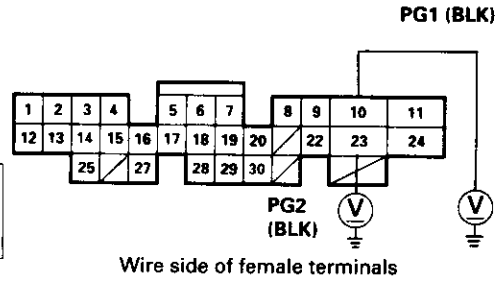 PG1 (BLK)
1 2 3 4 5 6 7 8 9 10 11
12 13 14 15 16 17 18 19 20 22 23 24
25 27 28 29 30
PG2
(BLK)
V V
Wire side of female terminals